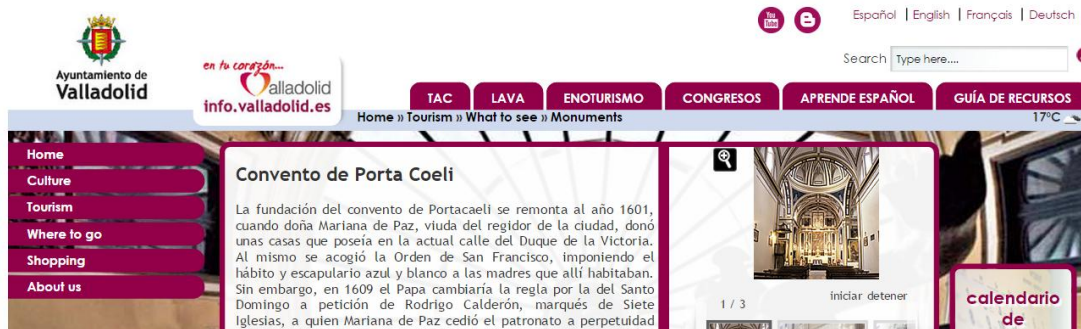 You Tube
Español | English | Français | Deutsch
Search Type here....
Ayuntamiento de
Valladolid
en tu corazón...
alladolid
info.valladolid.es
TAC LAVA ENOTURISMO CONGRESOS APRENDE ESPAÑOL GUÍA DE RECURSOS
Home » Tourism » What to see » Monuments
17ºC
Home
Culture
Tourism
Where to go
Shopping
About us
Convento de Porta Coeli
La fundación del convento de Portacaeli se remonta al año 1601,
cuando doña Mariana de Paz, viuda del regidor de la ciudad, donó
unas casas que poseía en la actual calle del Duque de la Victoria.
Al mismo se acogió la Orden de San Francisco, imponiendo el
hábito y escapulario azul y blanco a las madres que allí habitaban.
Sin embargo, en 1609 el Papa cambiaría la regla por la del Santo
Domingo a petición de Rodrigo Calderón, marqués de Siete
Iglesias, a quien Mariana de Paz cedió el patronato a perpetuidad
1 / 3
iniciar detener
calendario
de